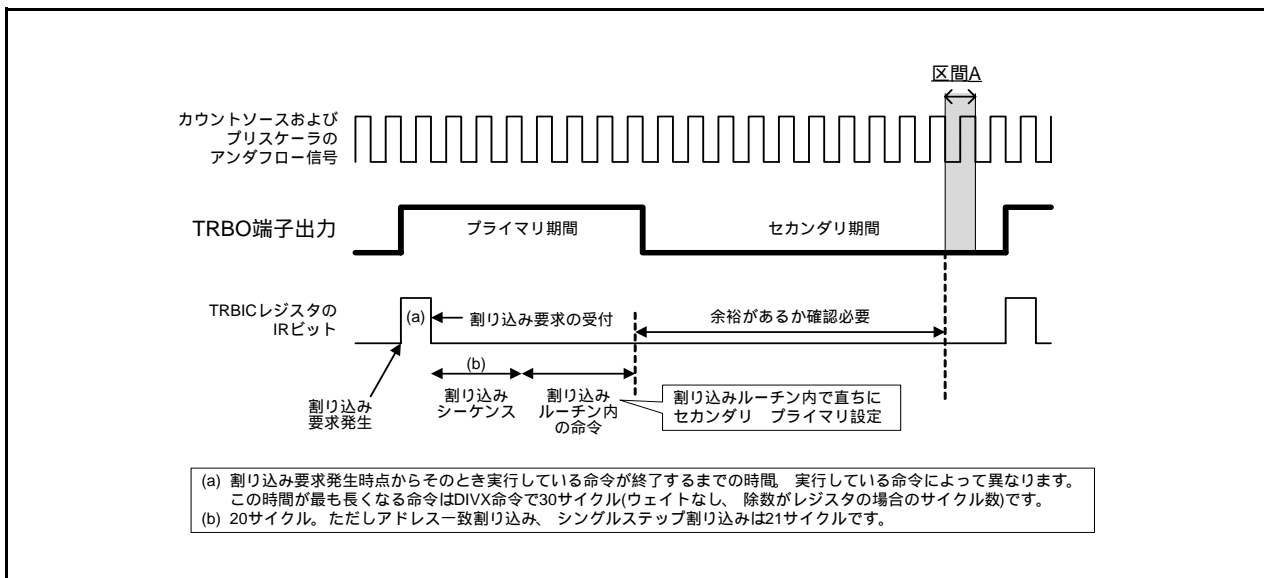 区間A
カウントソースおよび
プリスケーラの
アンダフロー信号
TRBO端子出力
プライマリ期間
セカンダリ期間
TRBICレジスタの
IRビット
(a)
割り込み要求の受付
余裕があるか確認必要
(b)
割り込み
要求発生
割り込み
シーケンス
割り込み
ルーチン内
の命令
割り込みルーチン内で直ちに
セカンダリ　プライマリ設定
(a) 割り込み要求発生時点からそのとき実行している命令が終了するまでの時間。実行している命令によって異なります。
この時間が最も長くなる命令はDIVX命令で30サイクル(ウェイトなし、除数がレジスタの場合のサイクル数)です。
(b) 20サイクル。ただしアドレス一致割り込み、シングルステップ割り込みは21サイクルです。